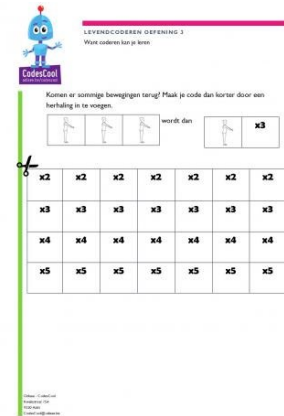 LEVENDCODEREN OEFENING 3
Want coderen kan je leren
CodesCool
Komen er sommige bewegingen terug? Maak je code dan korter door een
herhaling in te voegen.
wordt dan
x3
x2 x2 x2 x2 x2 x2 x2
x3 x3 x3 x3 x3 x3 x3
x4 x4 x4 x4 x4 x4 x4
x5 x5 x5 x5 x5 x5 x5